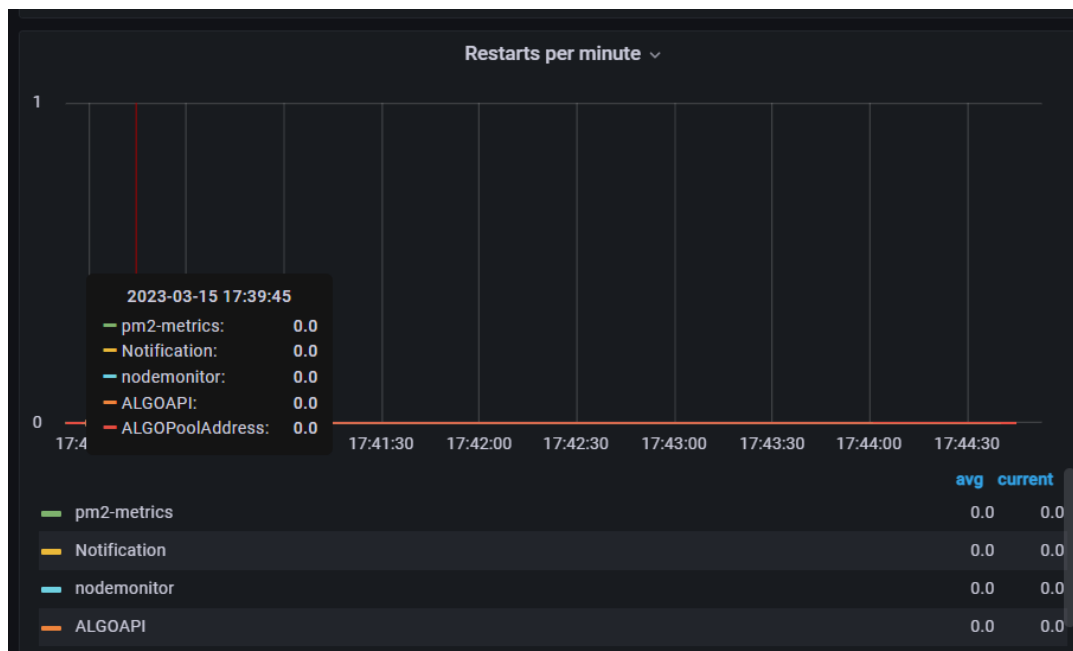 Restarts per minute
1
2023-03-15 17:39:45
pm2-metrics: 0.0
Notification: 0.0
nodemonitor: 0.0
ALGOAPI: 0.0
ALGOPoolAddress: 0.0
0
17:4 17:41:30 17:42:00 17:42:30 17:43:00 17:43:30 17:44:00 17:44:30
avg current
pm2-metrics 0.0 0.0
Notification 0.0 0.0
nodemonitor 0.0 0.0
ALGOAPI 0.0 0.0